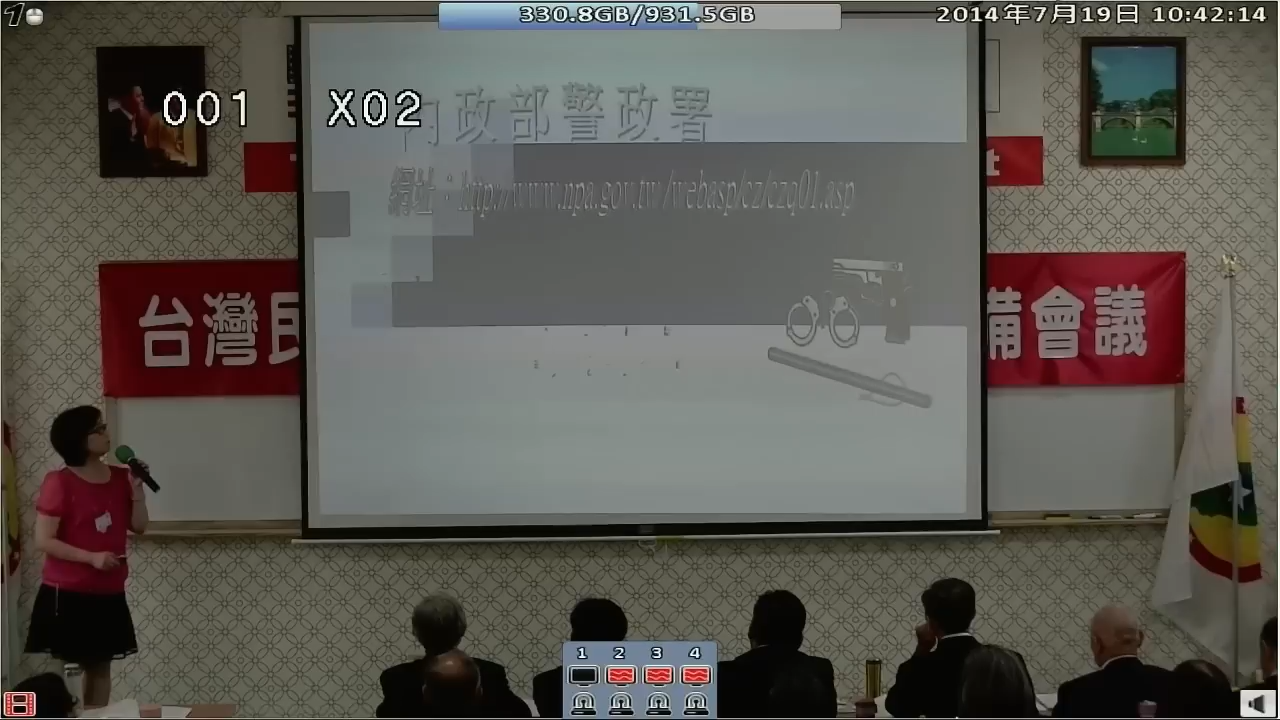 330.8GB/931.5GB
2014年7月19日 10:42:14
001 X02
內政部警政署
t
網址：http://www.npa.gov.tw/webasp/cz/czq01.asp
台灣民
備會議
1 2 3 4